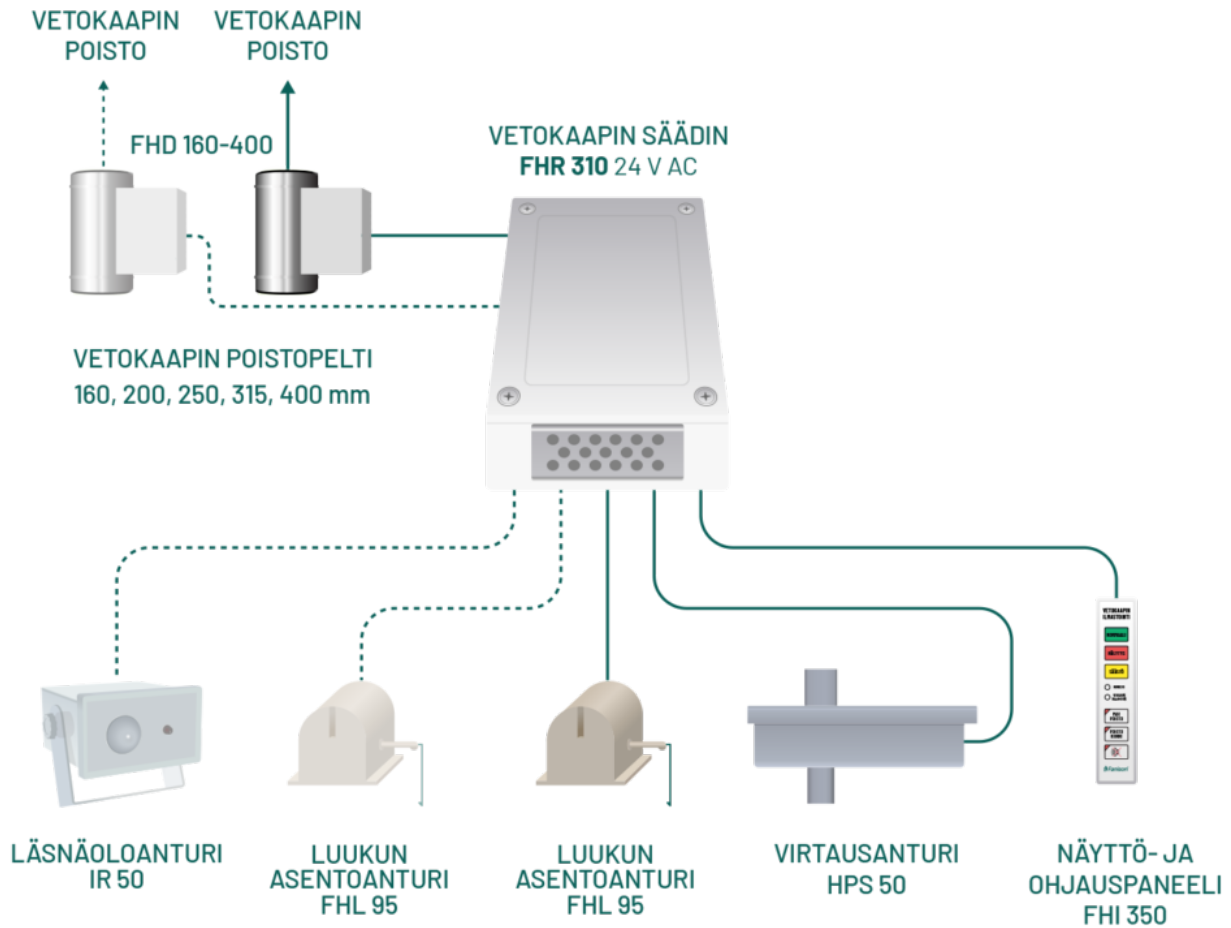 VETOKAAPIN
POISTO
VETOKAAPIN
POISTO
FHD 160-400
VETOKAAPIN SÄÄDIN
FHR 310 24 V AC
VETOKAAPIN POISTOPELTI
160, 200, 250, 315, 400 mm
VETOKAAPIN
ILMASTOINTI
LÄSNÄOLOANTURI
IR 50
LUUKUN
ASENTOANTURI
FHL 95
LUUKUN
ASENTOANTURI
FHL 95
VIRTAUSANTURI
HPS 50
NÄYTTÖ- JA
OHJAUSPANEELI
FHI 350